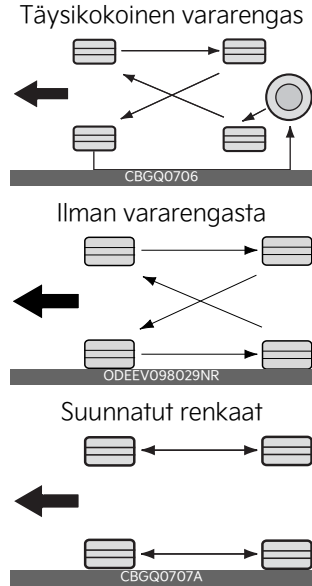 Täysikokoinen vararengas
CBGQ0706
Ilman vararengasta
ODEEV098029NR
Suunnatut renkaat
CBGQ0707A